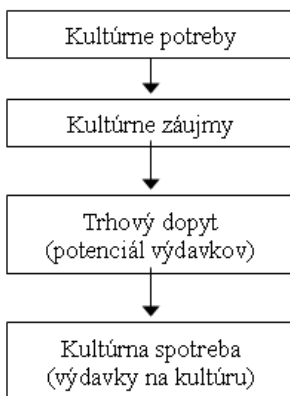 Kultúrne potreby
Kultúrne záujmy
Trhový dopyt
(potenciál výdavkov)
Kultúrna spotreba
(výdavky na kultúru)